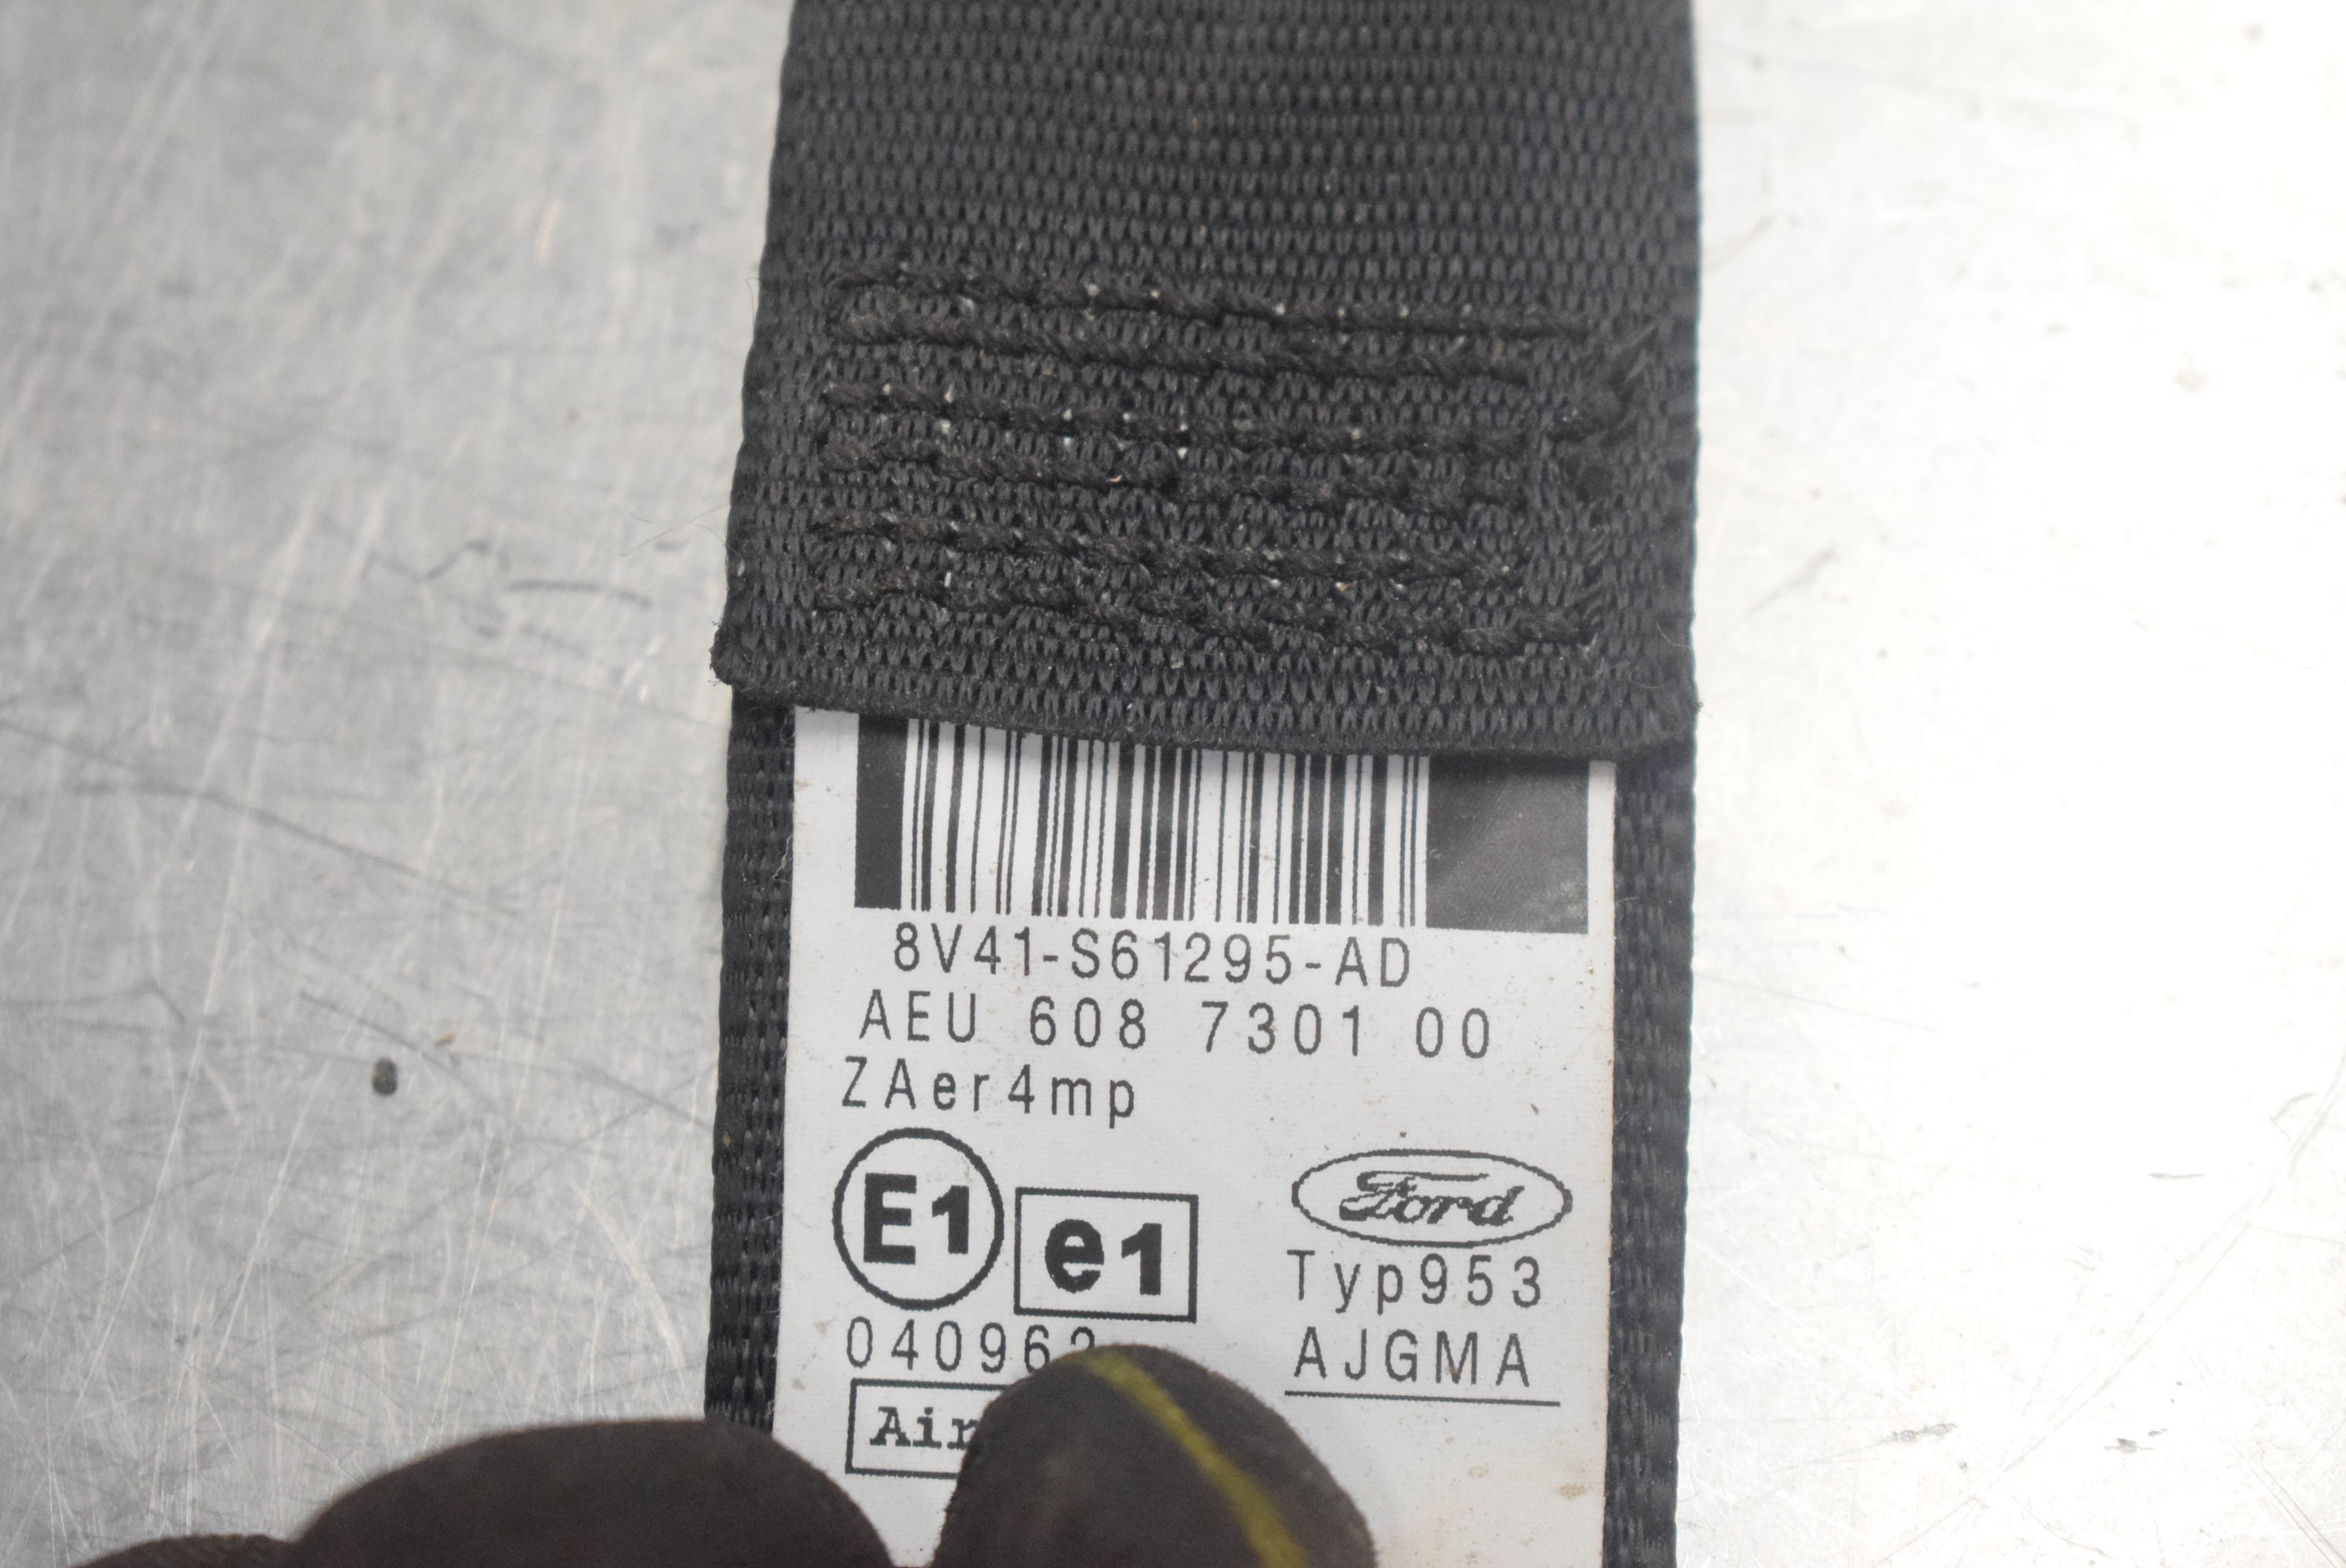 8V41-S61295-AD
AEU 608 7301 00
ZAer4mp
E1 e1 Ford
Typ953
AJGMA